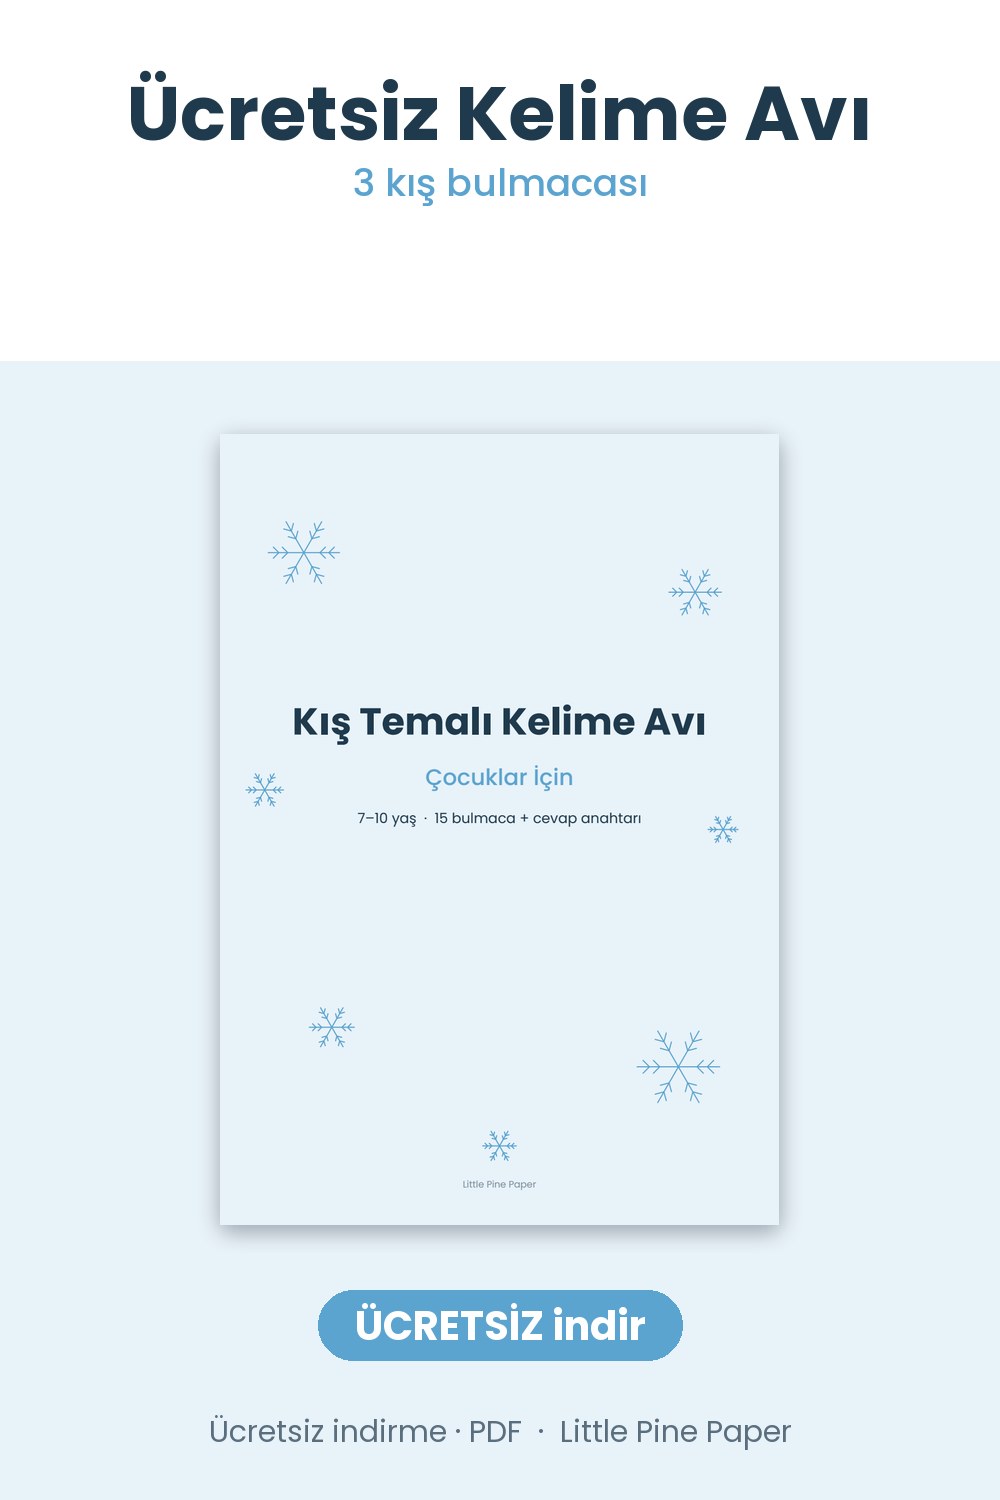 Ücretsiz Kelime Avı
3 kış bulmacası
Kış Temalı Kelime Avı
Çocuklar İçin
7–10 yaş · 15 bulmaca + cevap anahtarı
Little Pine Paper
ÜCRETSİZ indir
Ücretsiz indirme · PDF · Little Pine Paper